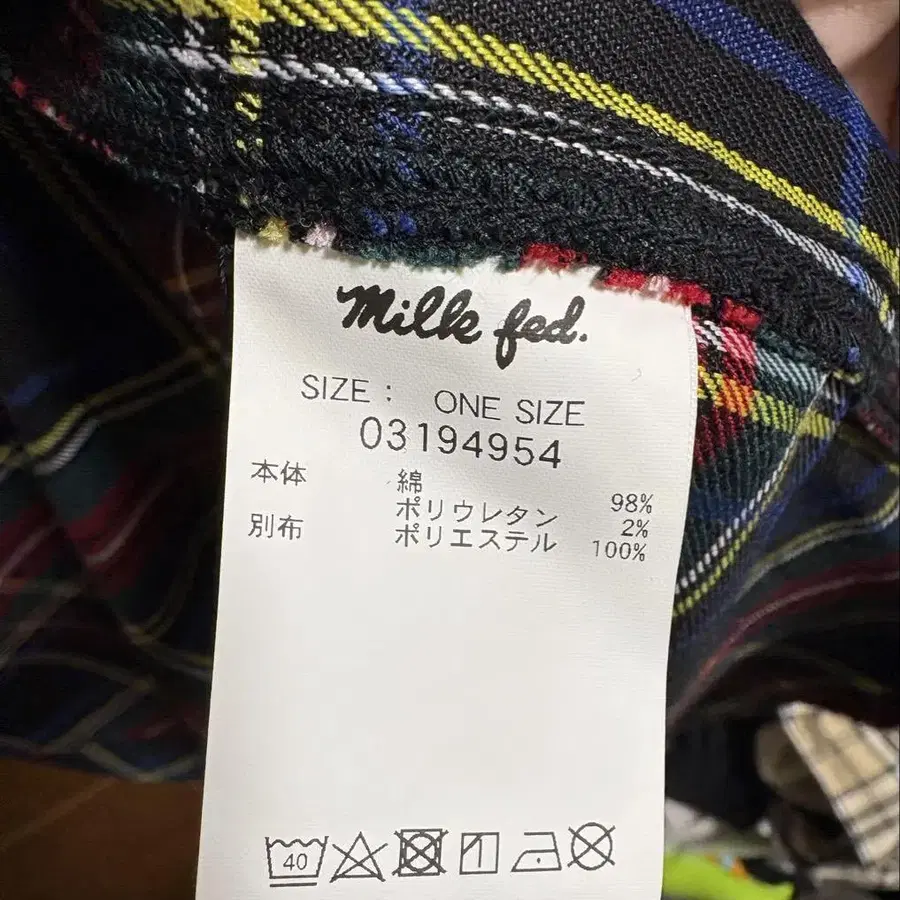 Milk fed.
SIZE : ONE SIZE
03194954
本体 綿 98%
ポリウレタン 2%
別布 ポリエステル 100%
40